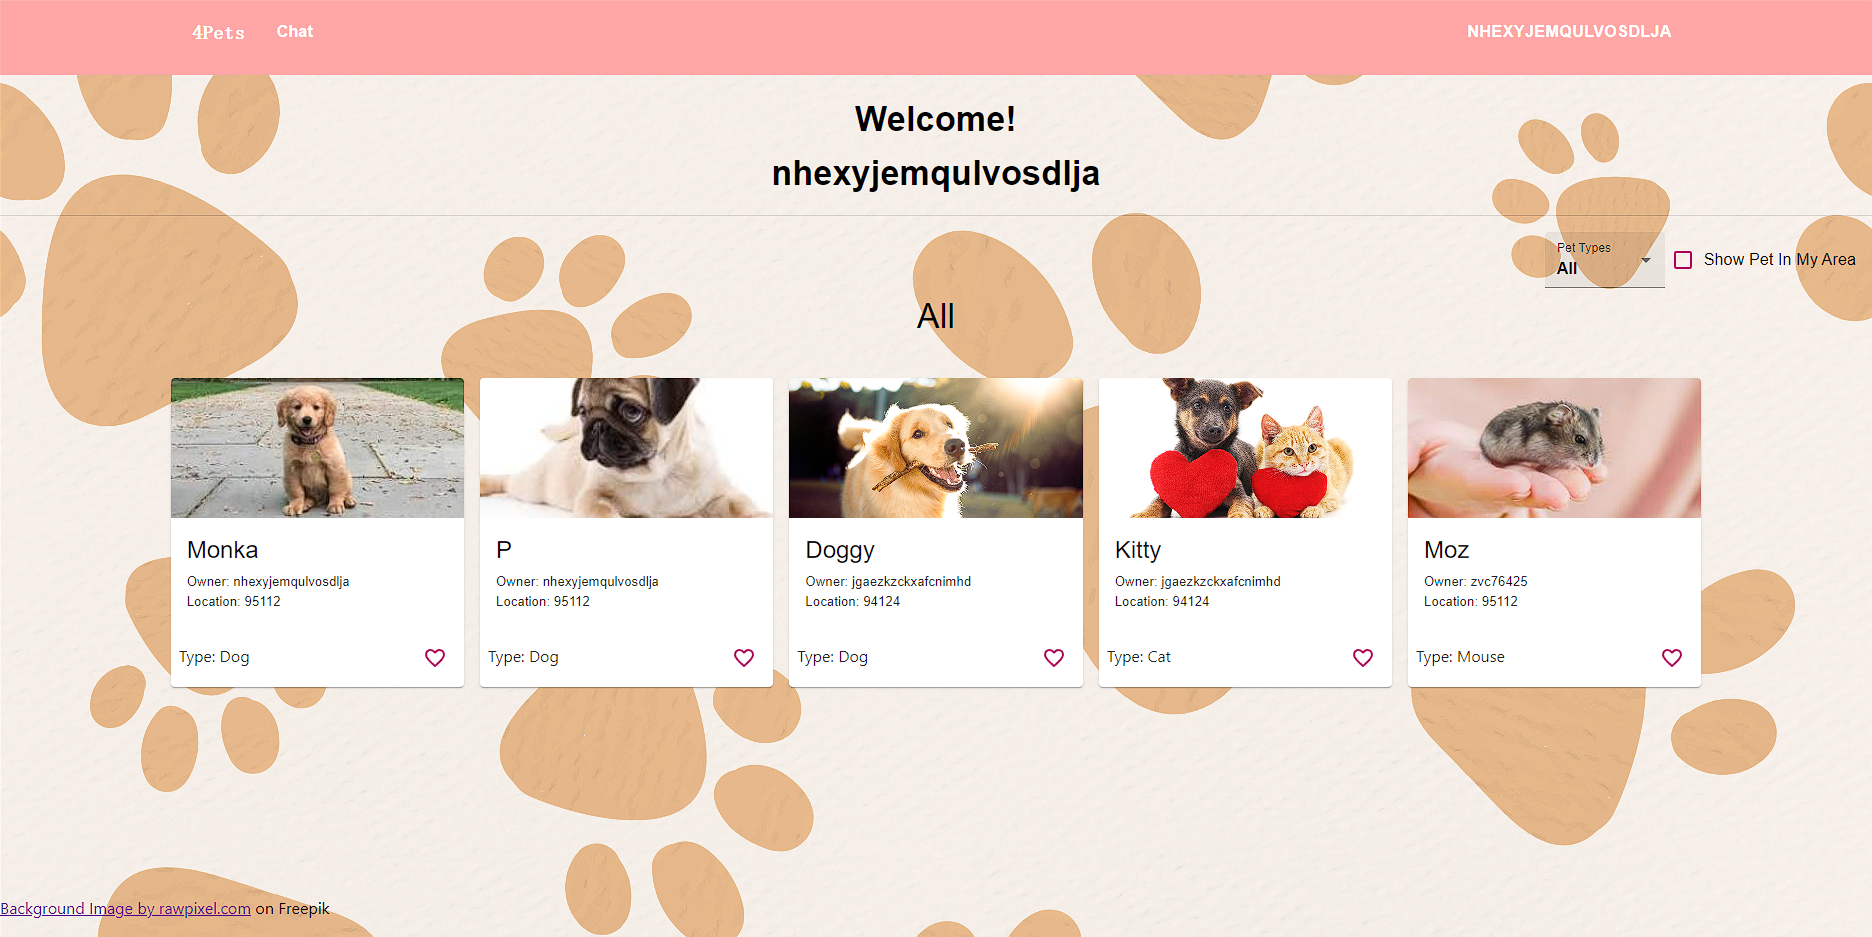 4Pets Chat NHEXYJEMQULVOSDLJA
Welcome!
nhexyjemqulvosdlja
Pet Types
All
Show Pet In My Area
All
Monka
Owner: nhexyjemqulvosdlja
Location: 95112
Type: Dog
P
Owner: nhexyjemqulvosdlja
Location: 95112
Type: Dog
Doggy
Owner: jgaezkzckxafcnimhd
Location: 94124
Type: Dog
Kitty
Owner: jgaezkzckxafcnimhd
Location: 94124
Type: Cat
Moz
Owner: zvc76425
Location: 95112
Type: Mouse
Background Image by rawpixel.com on Freepik